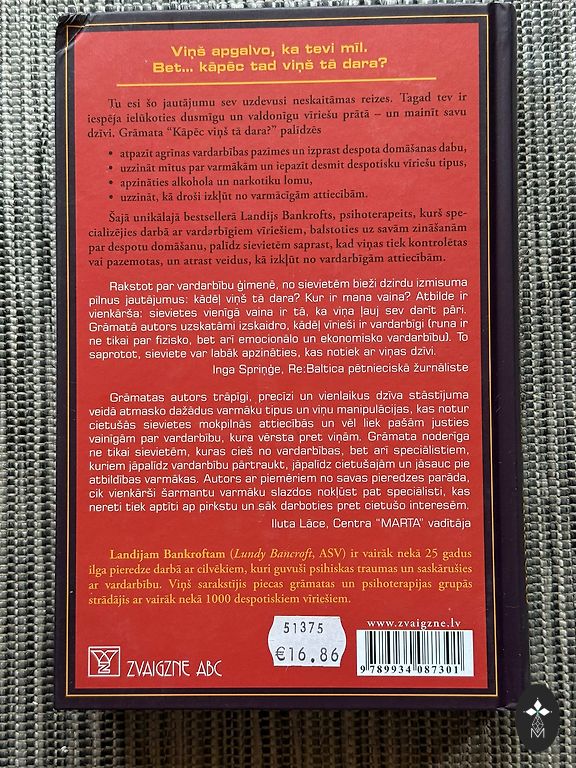 Viņš apgalvo, ka tevi mīl.
Bet... kāpēc tad viņš tā dara?
Tu esi šo jautājumu sev uzdevusi neskaitāmas reizes. Tagad tev ir
iespēja ielūkoties dusmīgu un valdonīgu vīriešu prātā – un mainīt savu
dzīvi. Grāmata “Kāpēc viņš tā dara?” palīdzēs
• atpazīt agrīnas vardarbības pazīmes un izprast despota domāšanas dabu,
• uzzināt mītus par varmākām un iepazīt desmit despotisku vīriešu tipus,
• apzināties alkohola un narkotiku lomu,
• uzzināt, kā droši izkļūt no varmācīgām attiecībām.
Šajā unikālajā bestsellerā Landijs Bankrofts, psihoterapeits, kurš spe-
cializējies darbā ar vardarbīgiem vīriešiem, balstoties uz savām zināšanām
par despotu domāšanu, palīdz sievietēm saprast, kad viņas tiek kontrolētas
vai pazemotas, un atrast veidus, kā izkļūt no vardarbīgām attiecībām.
Rakstot par vardarbību ģimenē, no sievietēm bieži dzirdu izmisuma
pilnus jautājumus: kādēļ viņš tā dara? Kur ir mana vaina? Atbilde ir
vienkārša: sievietes vienīgā vaina ir tā, ka viņa ļauj sev darīt pāri.
Grāmatā autors uzskatāmi izskaidro, kādēļ vīrieši ir vardarbīgi (runa ir
ne tikai par fizisko, bet arī emocionālo un ekonomisko vardarbību). To
saprotot, sieviete var labāk apzināties, kas notiek ar viņas dzīvi.
Inga Spriņģe, Re:Baltica pētnieciskā žurnāliste
Grāmatas autors trāpīgi, precīzi un vienlaikus dzīva stāstījuma
veidā atmasko dažādus varmāku tipus un viņu manipulācijas, kas notur
cietušās sievietes mokpilnās attiecībās un vēl liek pašām justies
vainīgām par vardarbību, kura vērsta pret viņām. Grāmata noderīga
ne tikai sievietēm, kuras cieš no vardarbības, bet arī speciālistiem,
kuriem jāpalīdz vardarbību pārtraukt, jāpalīdz cietušajām un jāsauc pie
atbildības varmākas. Autors ar piemēriem no savas pieredzes parāda,
cik vienkārši šarmantu varmāku slazdos nokļūst pat speciālisti, kas
nereti tiek aptīti ap pirkstu un sāk darboties pret cietušo interesēm.
Iluta Lāce, Centra “MARTA” vadītāja
Landijam Bankroftam (Lundy Bancroft, ASV) ir vairāk nekā 25 gadus
ilga pieredze darbā ar cilvēkiem, kuri guvuši psihiskas traumas un saskārušies
ar vardarbību. Viņš sarakstījis piecas grāmatas un psihoterapijas grupās
strādājis ar vairāk nekā 1000 despotiskiem vīriešiem.
51375
€16.86
www.zvaigzne.lv
ZVAIGZNE ABC
9 789934 087301
M